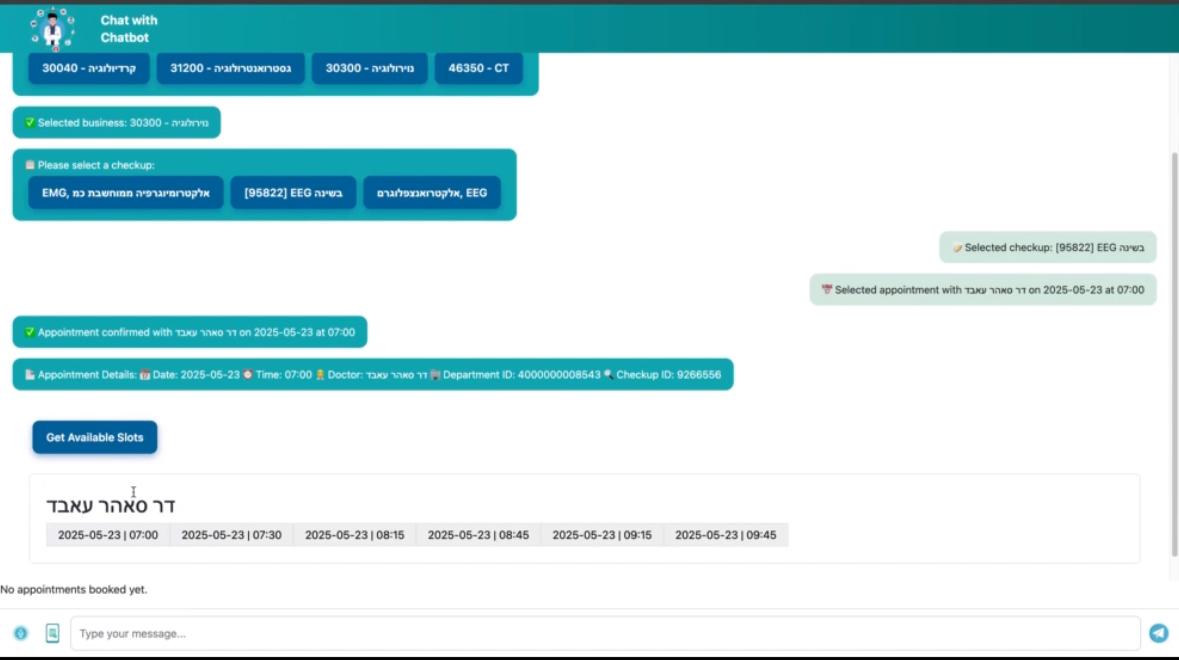 Chat with
Chatbot
קרדיולוגיה - 30040
גסטרואנטרולוגיה - 31200
נוירולוגיה - 30300
46350 - CT
✅ Selected business: 30300 - נוירולוגיה
📋 Please select a checkup:
EMG, אלקטרומיוגרפיה ממוחשבת כמ
[95822] EEG בשינה
אלקטרואנצפלוגרם, EEG
Selected checkup: [95822] EEG בשינה
Selected appointment with דר סאהר עאבד on 2025-05-23 at 07:00
✅ Appointment confirmed with דר סאהר עאבד on 2025-05-23 at 07:00
Appointment Details: 📅 Date: 2025-05-23 ⏰ Time: 07:00 Doctor: דר סאהר עאבד Department ID: 4000000008543 🔍 Checkup ID: 9266556
Get Available Slots
דר סאהר עאבד
2025-05-23 | 07:00
2025-05-23 | 07:30
2025-05-23 | 08:15
2025-05-23 | 08:45
2025-05-23 | 09:15
2025-05-23 | 09:45
No appointments booked yet.
Type your message...